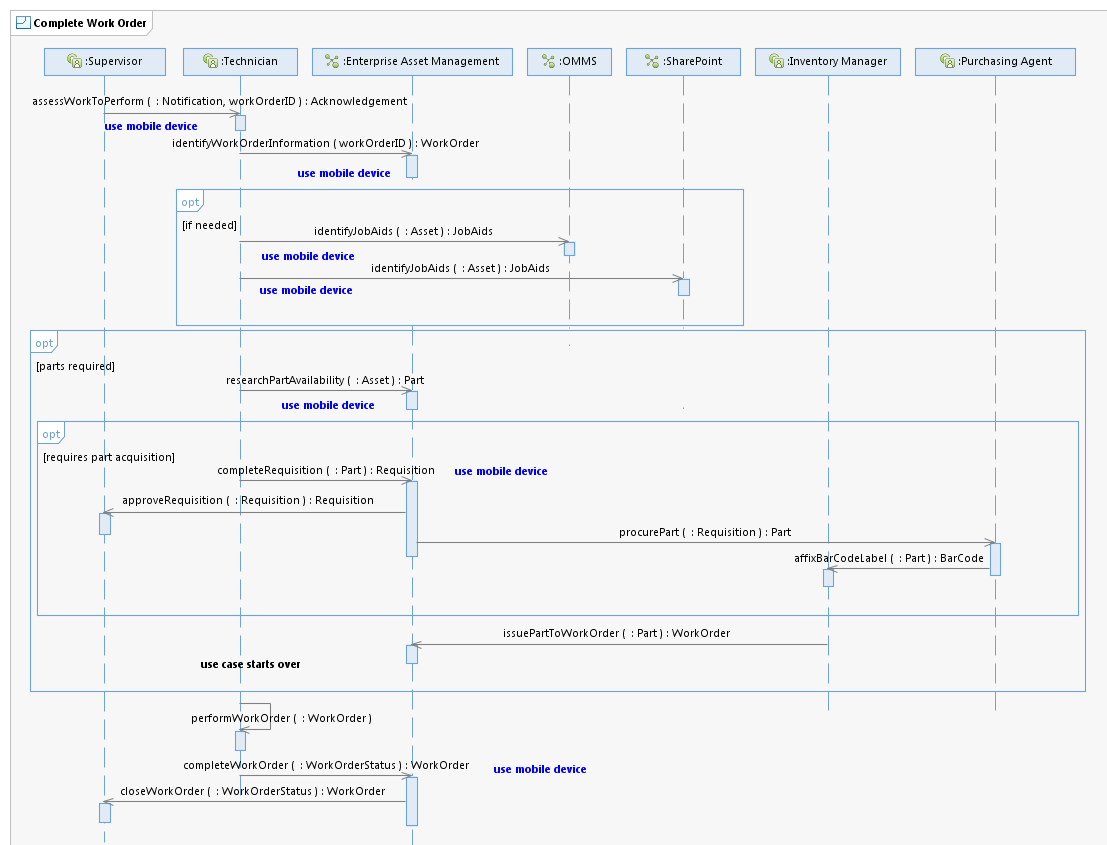 Complete Work Order
:Supervisor
:Technician
:Enterprise Asset Management
:OMMS
:SharePoint
:Inventory Manager
:Purchasing Agent
assessWorkToPerform ( : Notification, workOrderID ) : Acknowledgement
use mobile device
identifyWorkOrderInformation ( workOrderID ) : WorkOrder
use mobile device
opt
[if needed]
identifyJobAids ( : Asset ) : JobAids
use mobile device
identifyJobAids ( : Asset ) : JobAids
use mobile device
opt
[parts required]
researchPartAvailability ( : Asset ) : Part
use mobile device
opt
[requires part acquisition]
completeRequisition ( : Part ) : Requisition
use mobile device
approveRequisition ( : Requisition ) : Requisition
procurePart ( : Requisition ) : Part
affixBarCodeLabel ( : Part ) : BarCode
issuePartToWorkOrder ( : Part ) : WorkOrder
use case starts over
performWorkOrder ( : WorkOrder )
completeWorkOrder ( : WorkOrderStatus ) : WorkOrder
use mobile device
closeWorkOrder ( : WorkOrderStatus ) : WorkOrder